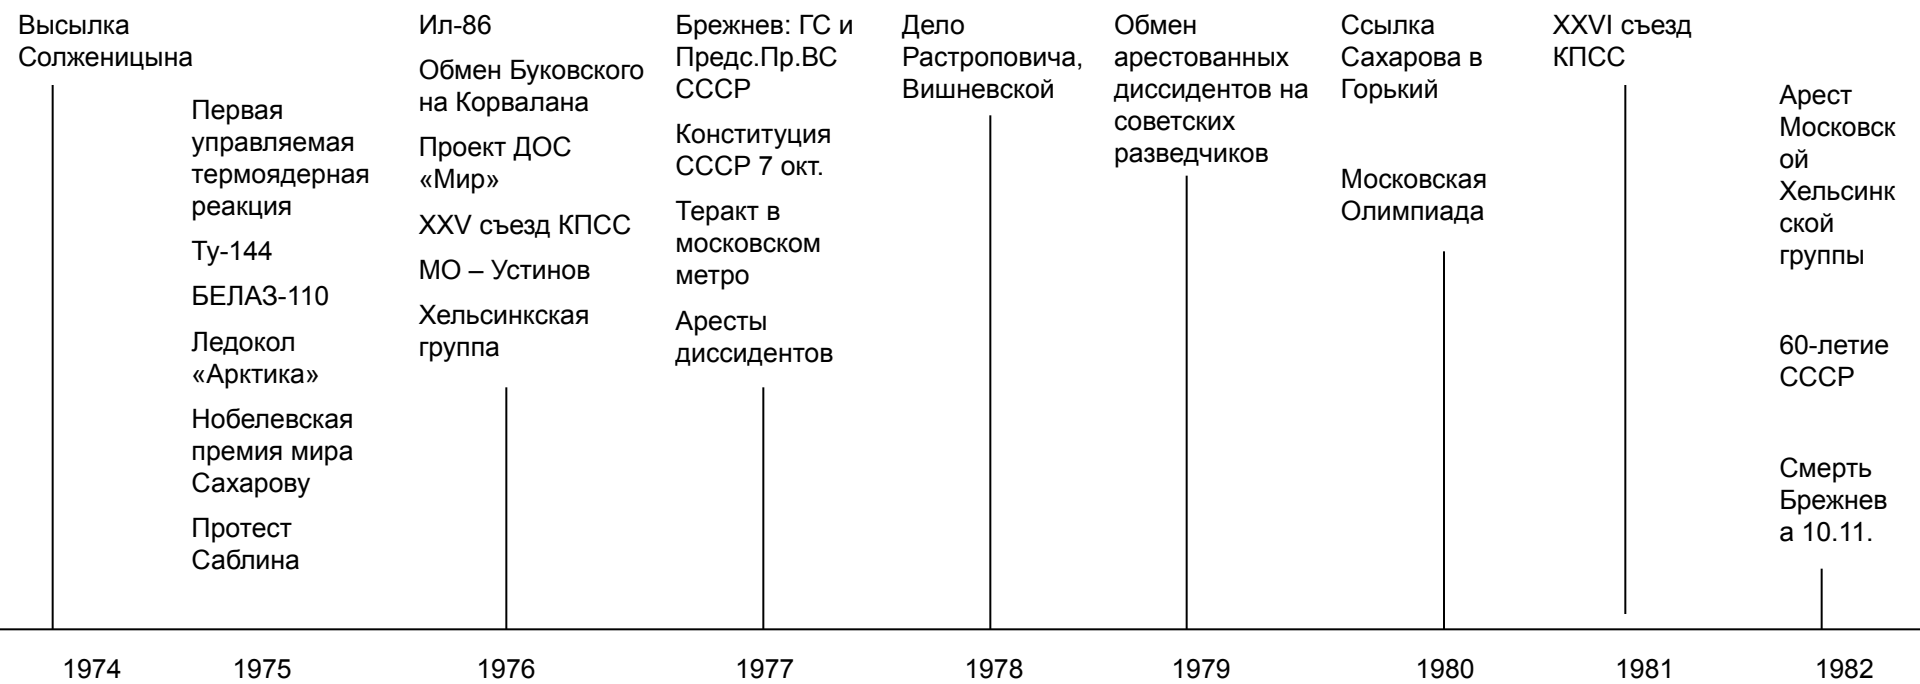 Высылка
Солженицына
Первая
управляемая
термоядерная
реакция
Ту-144
БЕЛАЗ-110
Ледокол
«Арктика»
Нобелевская
премия мира
Сахарову
Протест
Саблина
Ил-86
Обмен Буковского
на Корвалана
Проект ДОС
«Мир»
XXV съезд КПСС
МО – Устинов
Хельсинкская
группа
Брежнев: ГС и
Предс.Пр.ВС
СССР
Конституция
СССР 7 окт.
Теракт в
московском
метро
Аресты
диссидентов
Дело
Растроповича,
Вишневской
Обмен
арестованных
диссидентов на
советских
разведчиков
Ссылка
Сахарова в
Горький
Московская
Олимпиада
XXVI съезд
КПСС
Арест
Московск
ой
Хельсинк
ской
группы
60-летие
СССР
Смерть
Брежнев
а 10.11.
1974 1975 1976 1977 1978 1979 1980 1981 1982